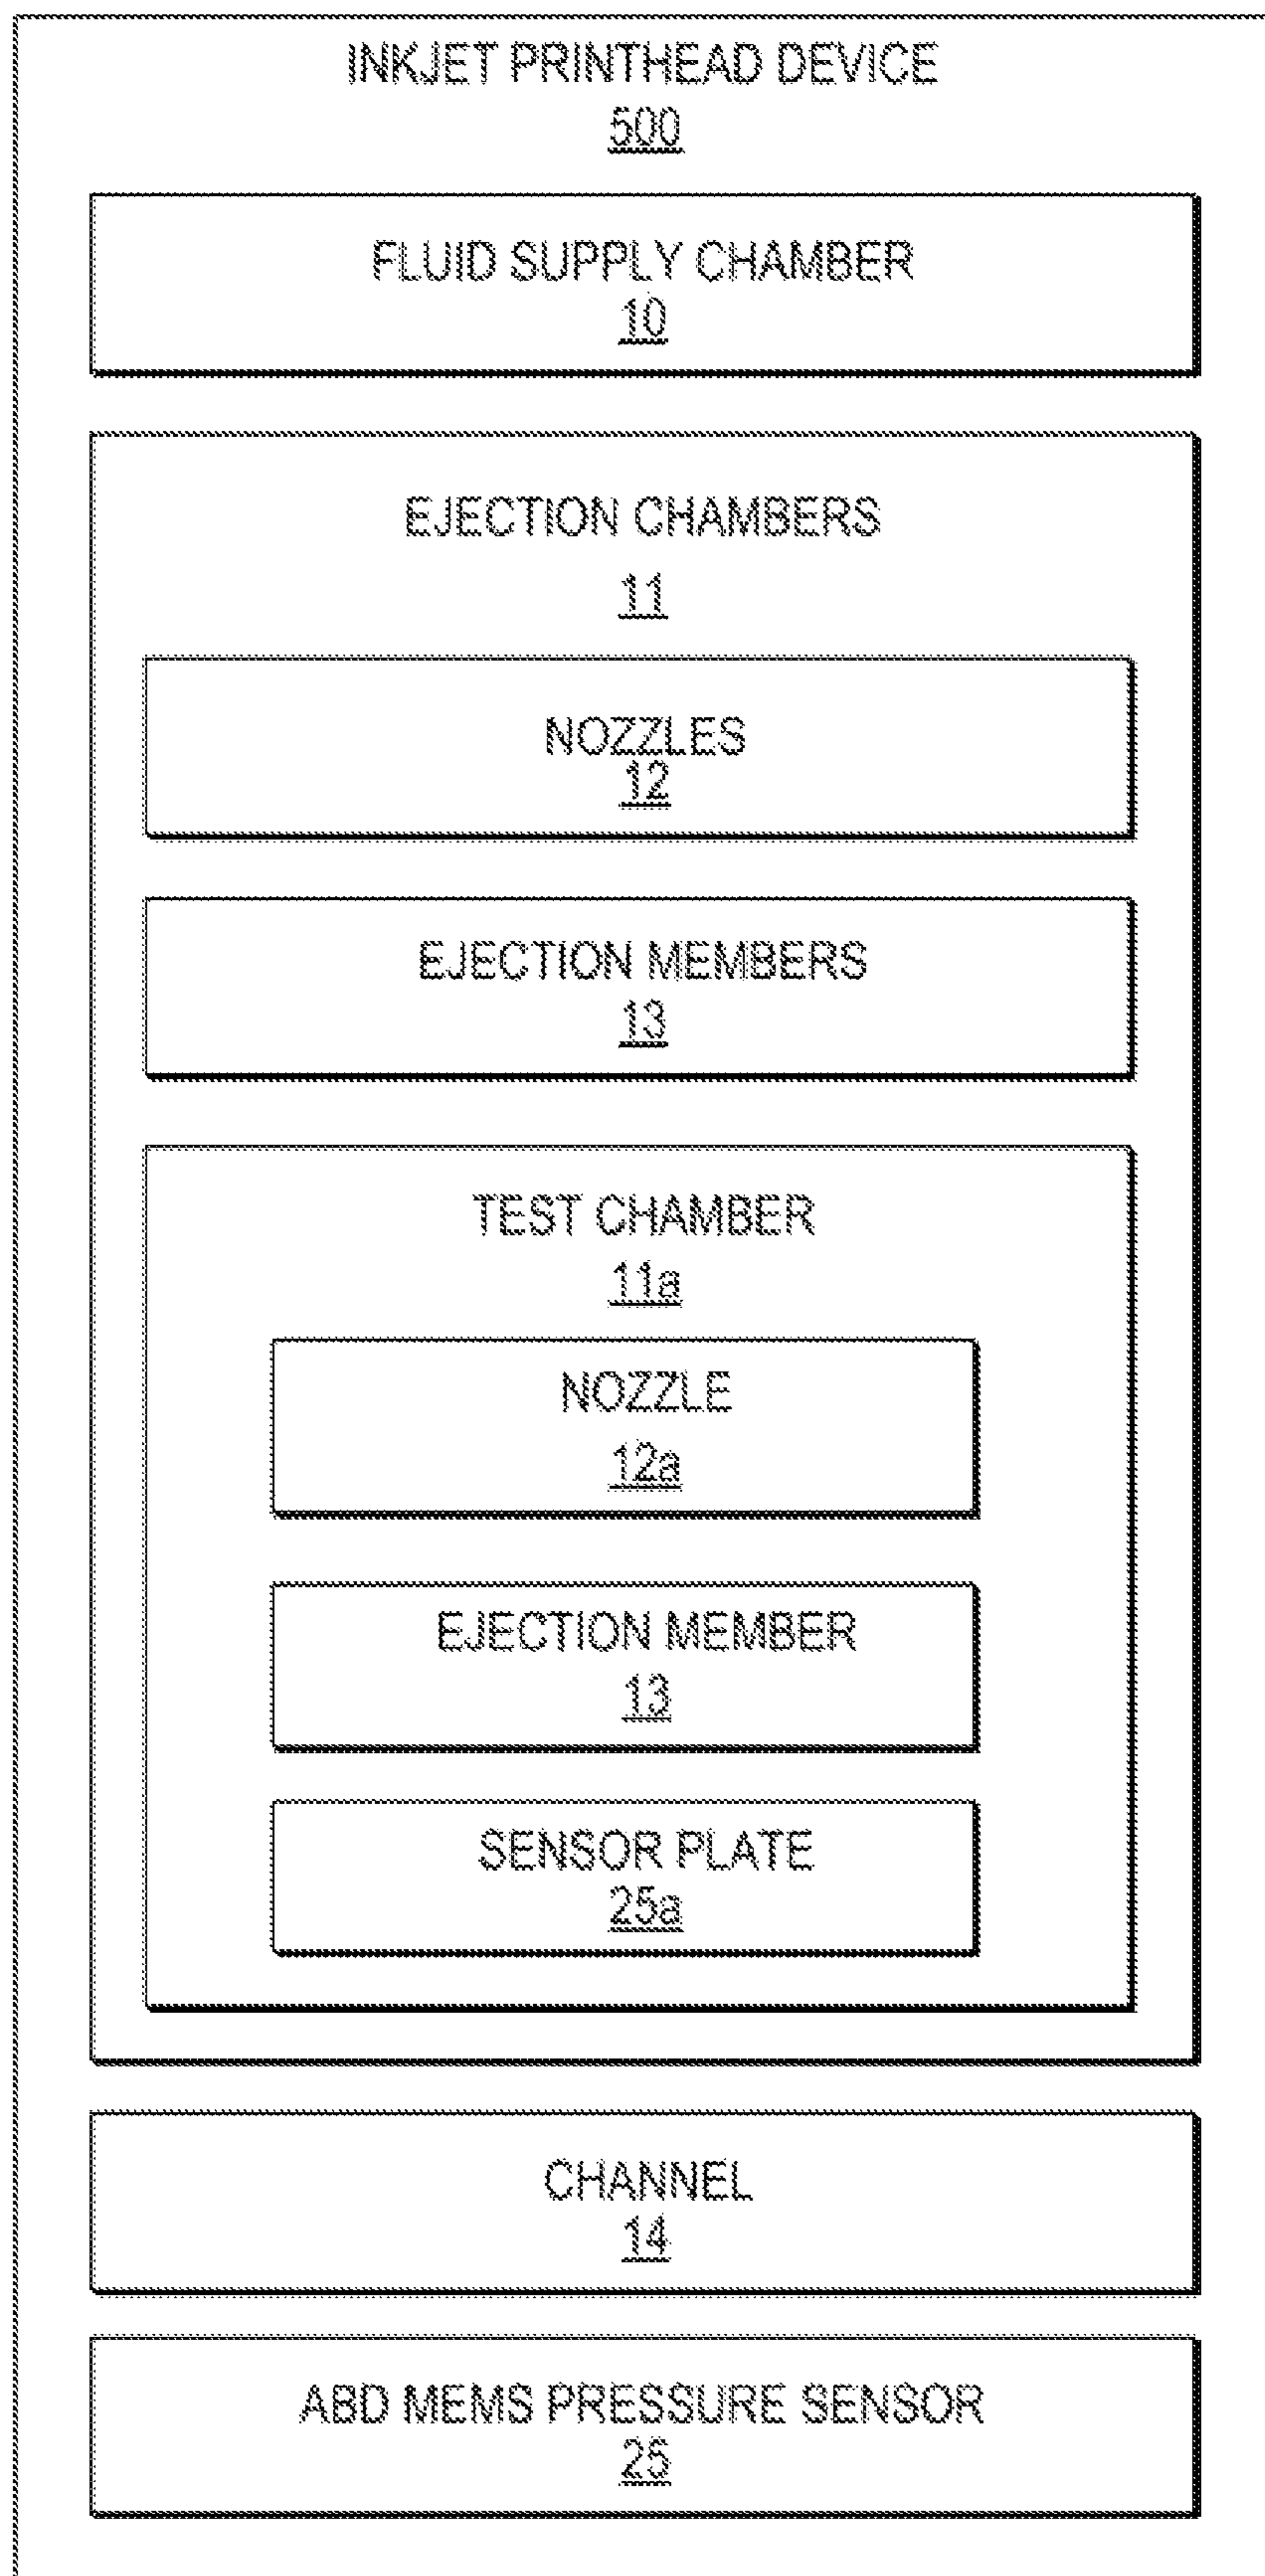 INKJET PRINTHEAD DEVICE
500
FLUID SUPPLY CHAMBER
10
EJECTION CHAMBERS
11
NOZZLES
12
EJECTION MEMBERS
13
TEST CHAMBER
11a
NOZZLE
12a
EJECTION MEMBER
13
SENSOR PLATE
25a
CHANNEL
14
ABD MEMS PRESSURE SENSOR
25